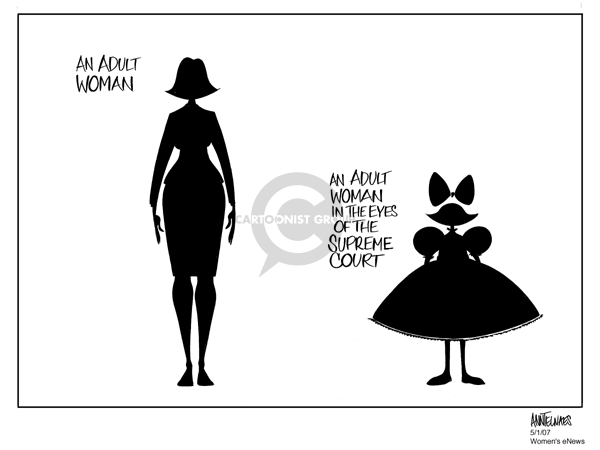 AN ADULT
WOMAN
AN ADULT
WOMAN
IN THE EYES
OF THE
SUPREME
COURT
CARTOONIST GRO
ANN TELNAES
5/1/07
Women's eNews